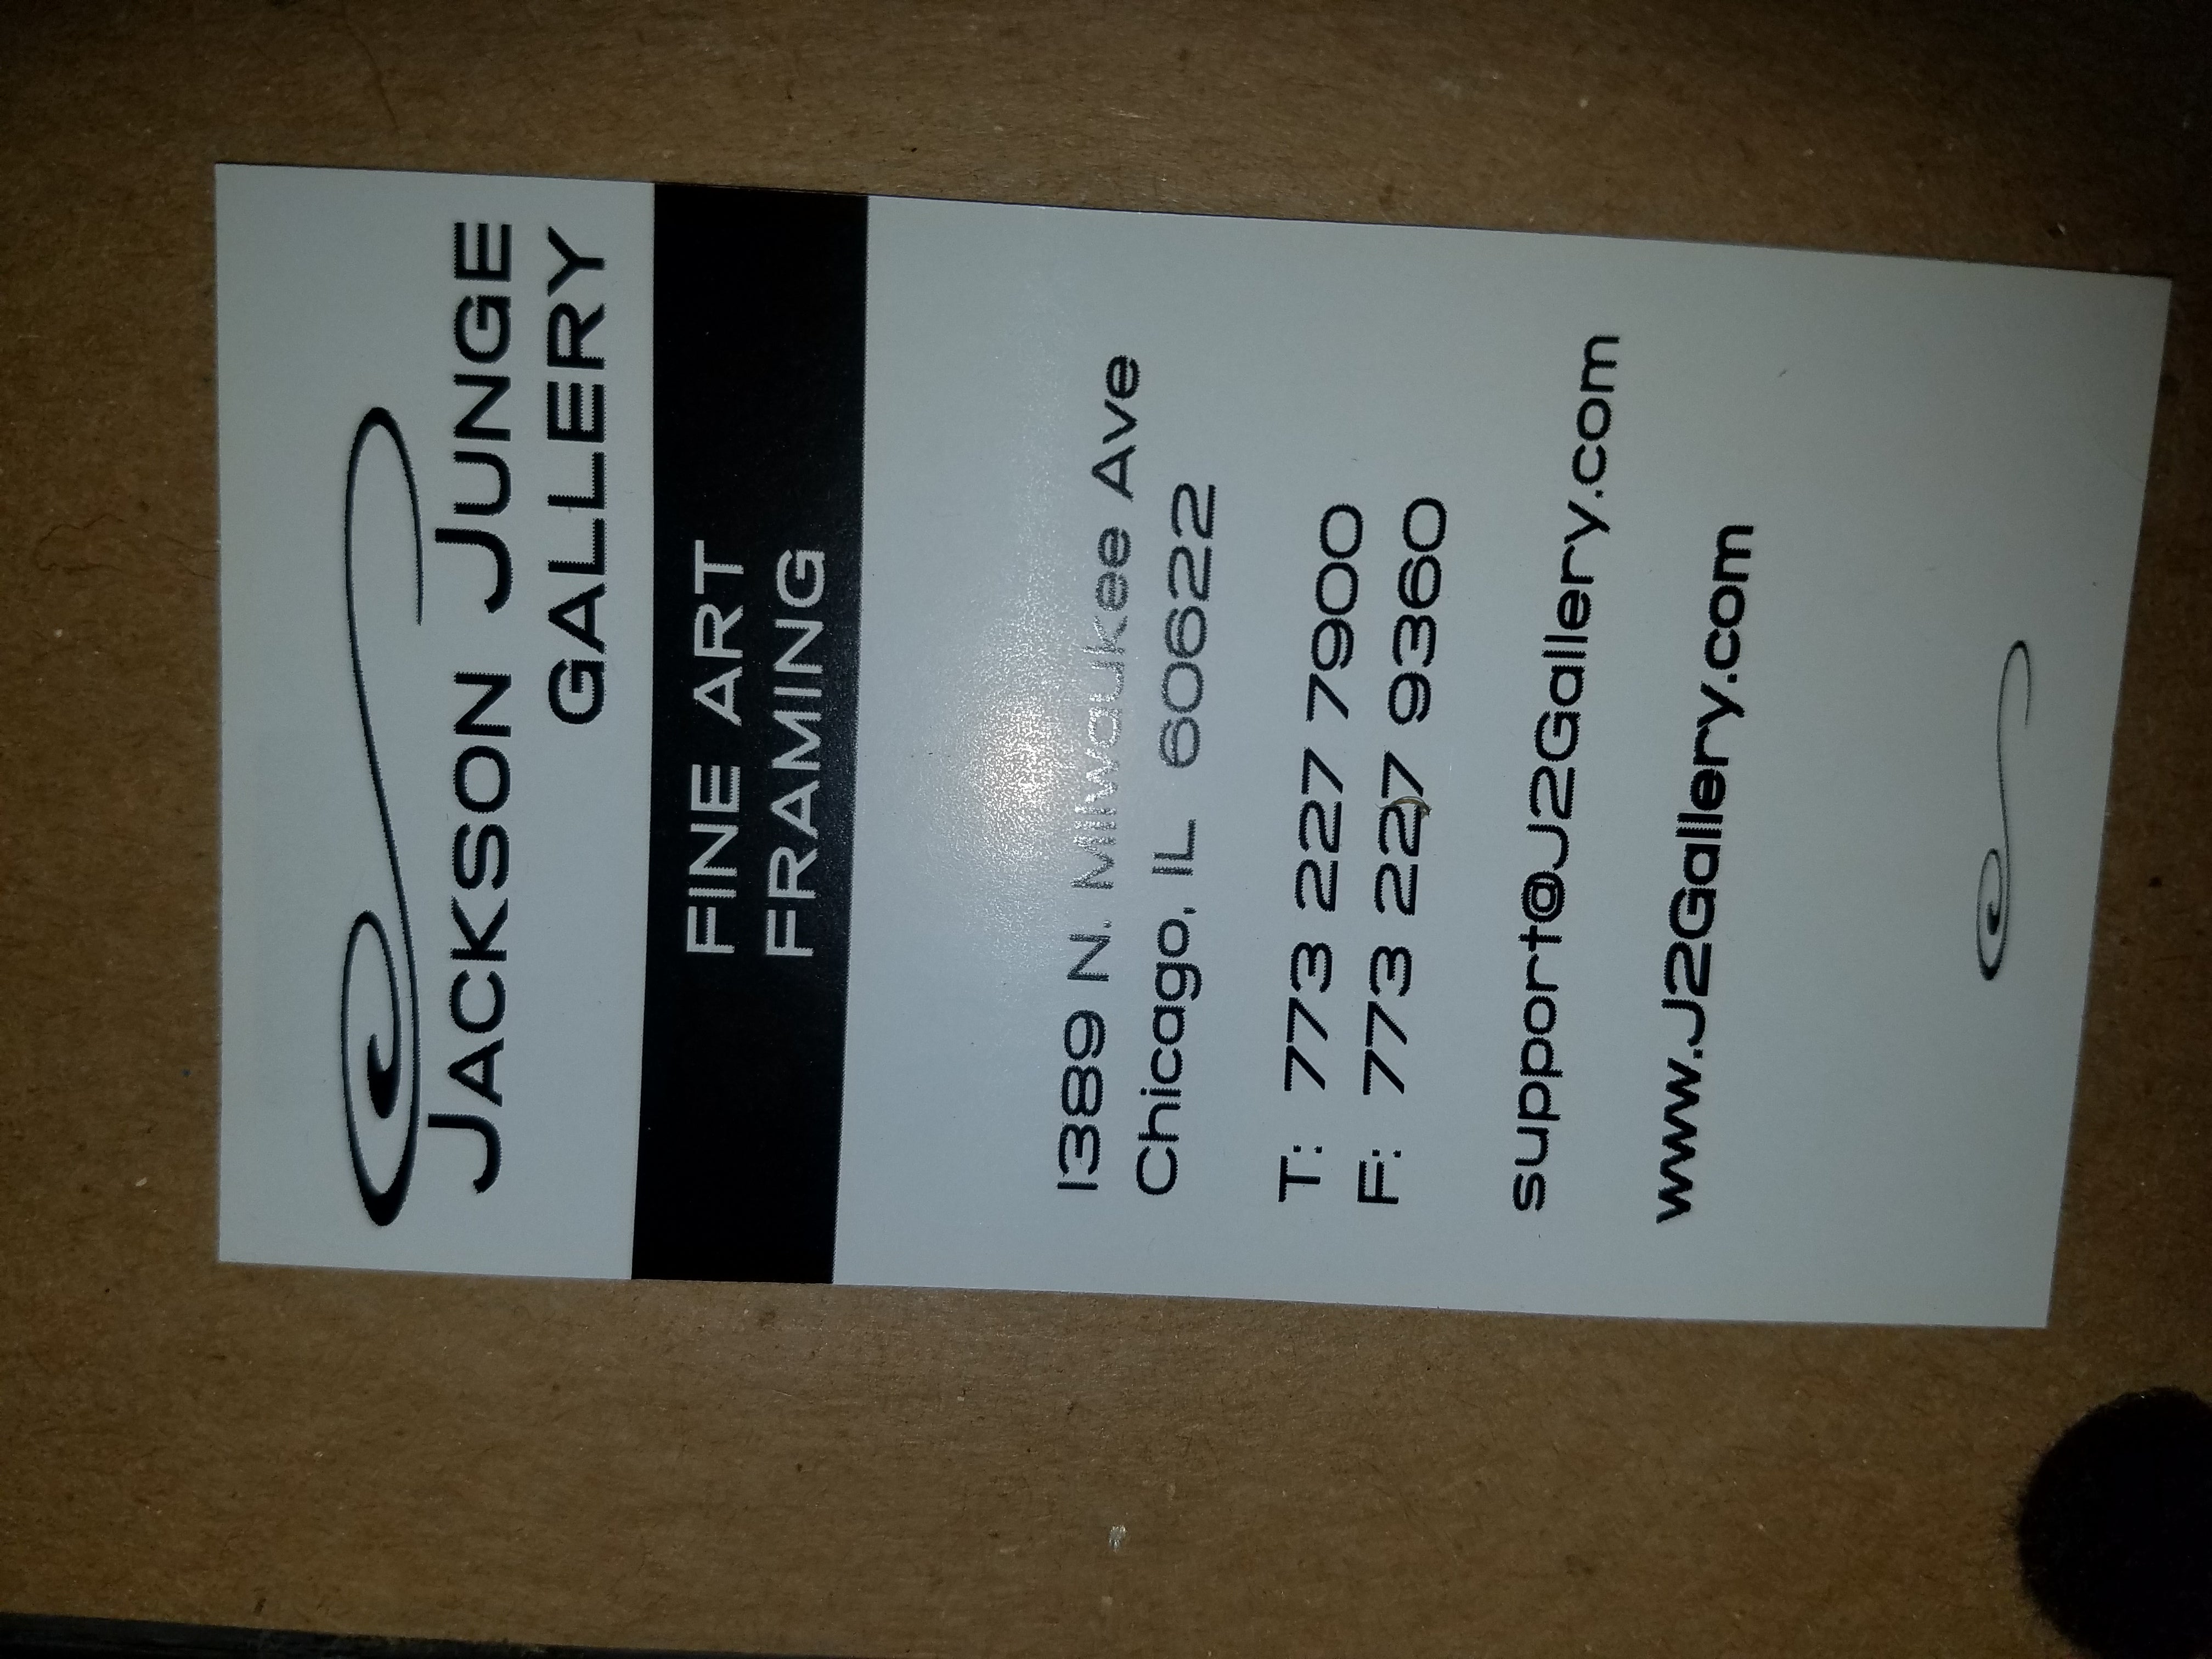 JACKSON JUNGE
GALLERY
FINE ART
FRAMING
1389 N. Milwaukee Ave
Chicago, IL 60622
T: 773 227 7900
F: 773 227 9360
support@J2Gallery.com
www.J2Gallery.com